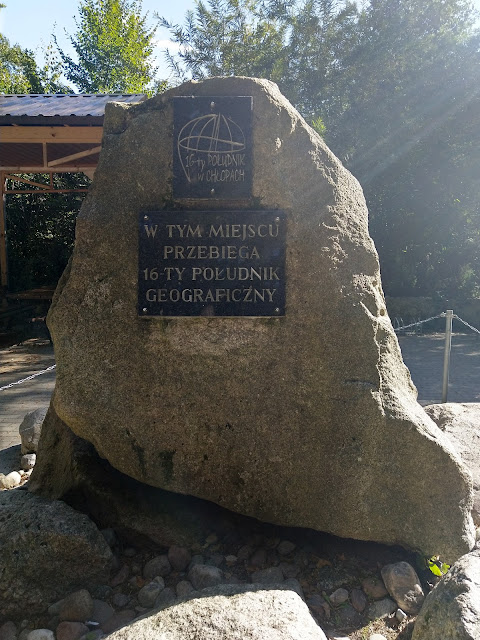 16-ty POŁUDNIK
w CHŁOPACH
W TYM MIEJSCU
PRZEBIEGA
16-TY POŁUDNIK
GEOGRAFICZNY